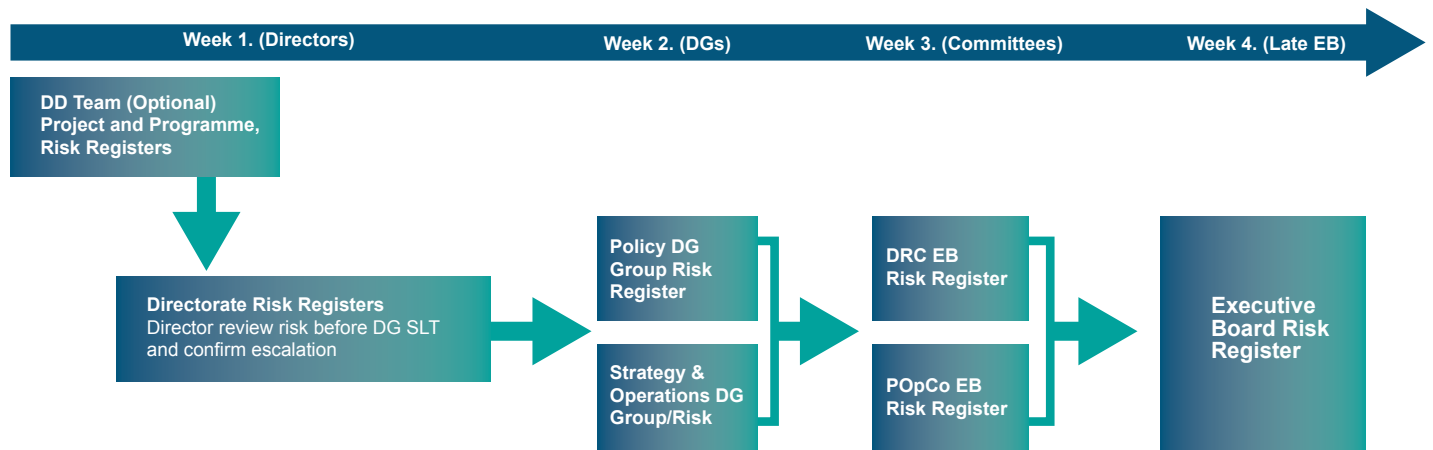 Week 1. (Directors)
Week 2. (DGs)
Week 3. (Committees)
Week 4. (Late EB)
DD Team (Optional)
Project and Programme,
Risk Registers
Directorate Risk Registers
Director review risk before DG SLT
and confirm escalation
Policy DG
Group Risk
Register
Strategy &
Operations DG
Group/Risk
DRC EB
Risk Register
POpCo EB
Risk Register
Executive
Board Risk
Register